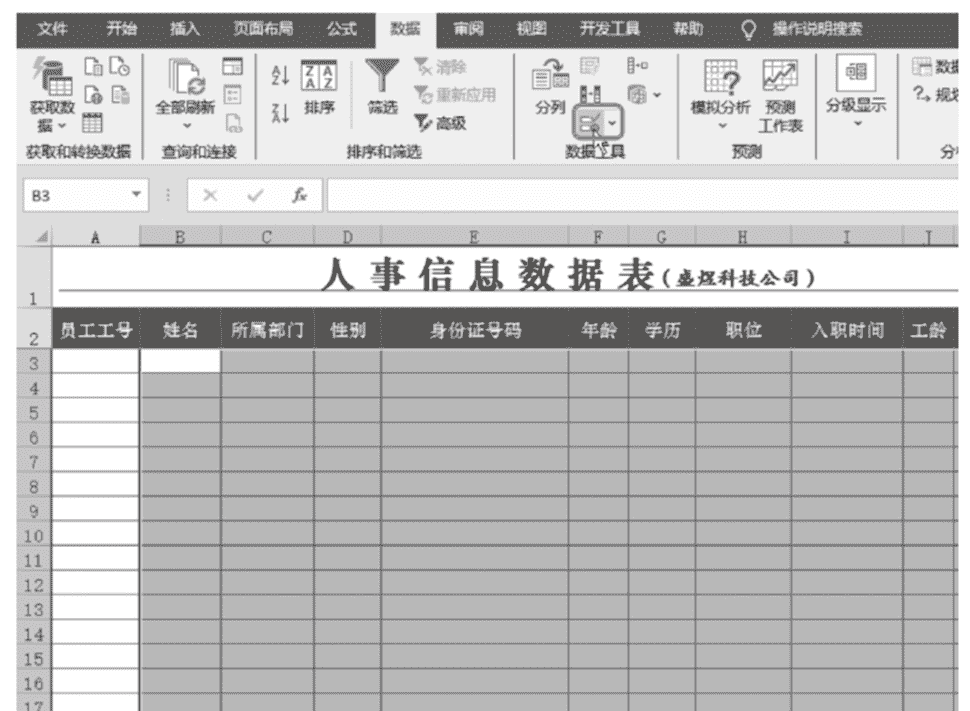 文件 开始 插入 页面布局 公式 数据 审阅 视图 开发工具 帮助 操作说明搜索
获取数据 全部刷新 排序 筛选 清除 重新应用 高级 分列 模拟分析 预测工作表 分级显示 数据 规划
获取和转换数据 查询和连接 排序和筛选 数据工具 预测 分
B3 fx
A B C D E F G H I J
1 人事信息数据表(盛煜科技公司)
2 员工工号 姓名 所属部门 性别 身份证号码 年龄 学历 职位 入职时间 工龄
3
4
5
6
7
8
9
10
11
12
13
14
15
16
17